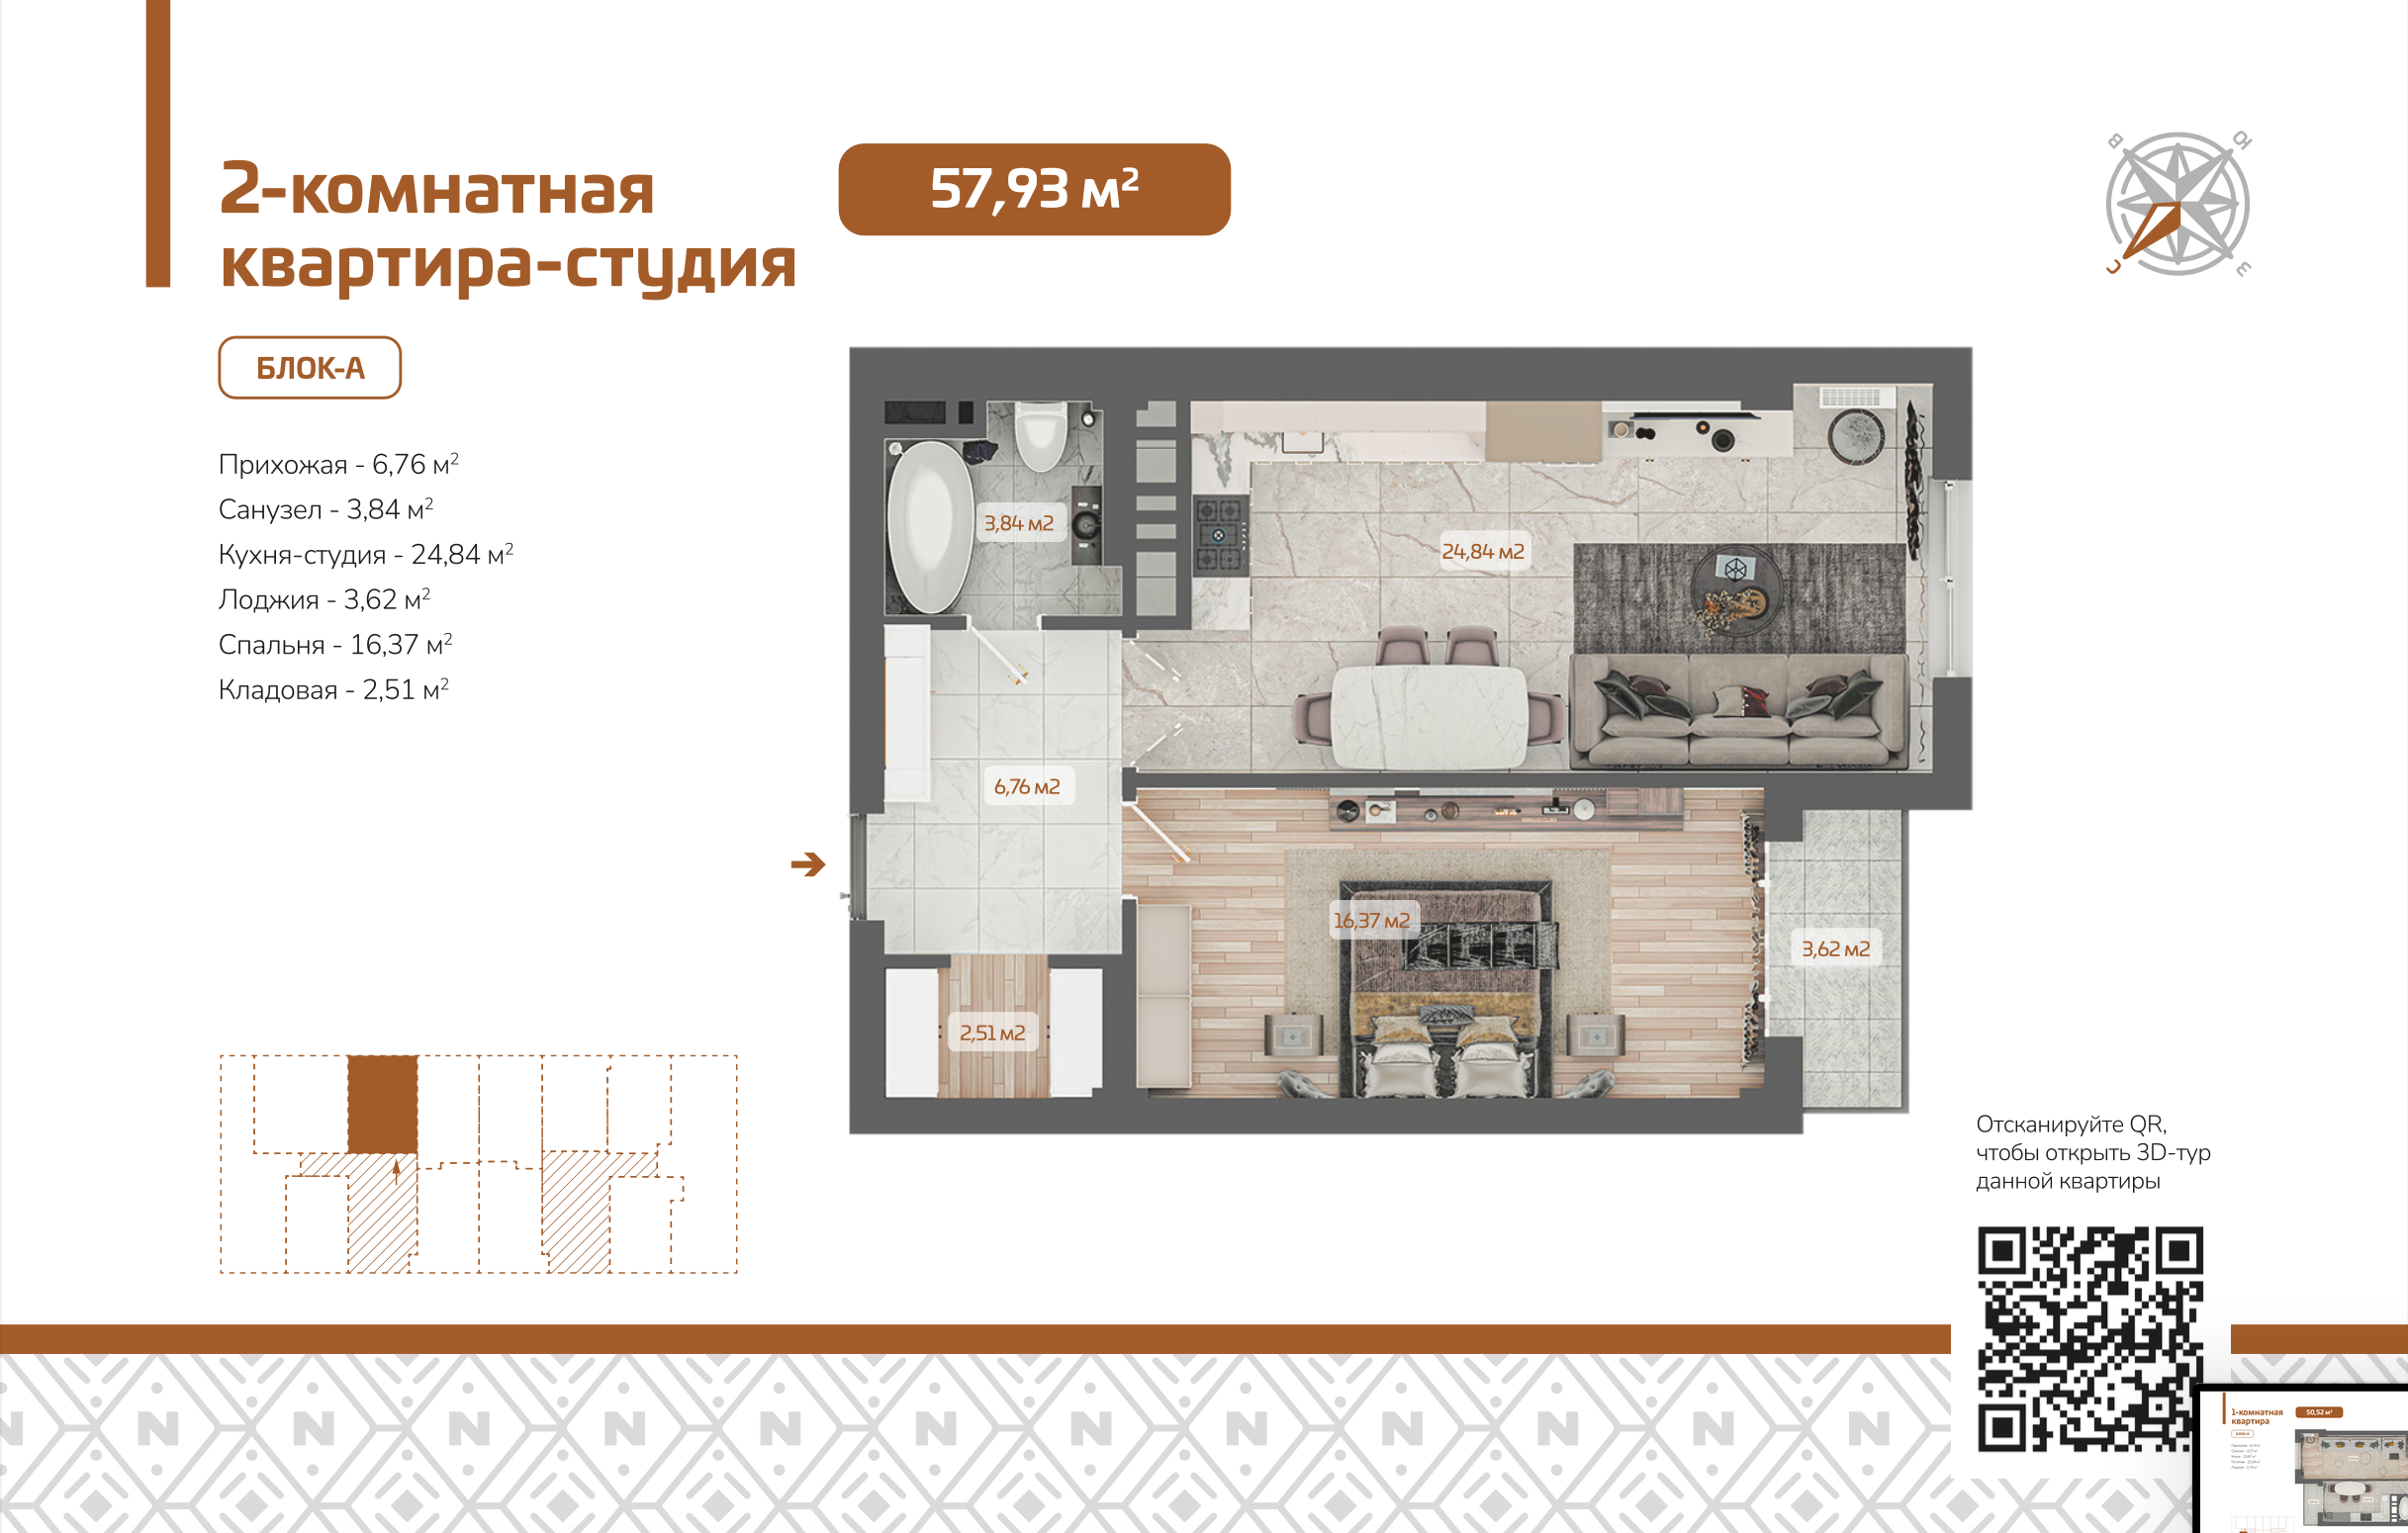 2-комнатная
квартира-студия
57,93 м²
БЛОК-А
В
Ю
С
З
Прихожая - 6,76 м²
Санузел - 3,84 м²
Кухня-студия - 24,84 м²
Лоджия - 3,62 м²
Спальня - 16,37 м²
Кладовая - 2,51 м²
3,84 м2
24,84 м2
6,76 м2
16,37 м2
3,62 м2
2,51 м2
Отсканируйте QR,
чтобы открыть 3D-тур
данной квартиры
N N N N N N N N N N N N N
1-комнатная
квартира
50,52 м²
БЛОК-А